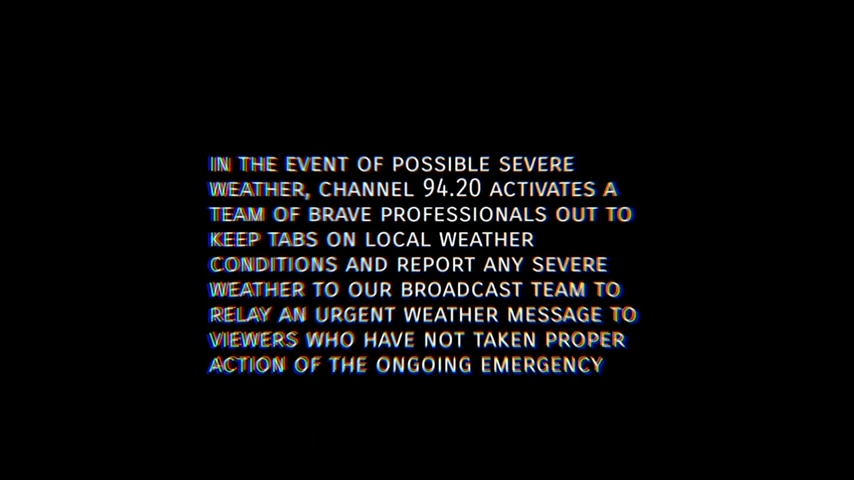 IN THE EVENT OF POSSIBLE SEVERE
WEATHER, CHANNEL 94.20 ACTIVATES A
TEAM OF BRAVE PROFESSIONALS OUT TO
KEEP TABS ON LOCAL WEATHER
CONDITIONS AND REPORT ANY SEVERE
WEATHER TO OUR BROADCAST TEAM TO
RELAY AN URGENT WEATHER MESSAGE TO
VIEWERS WHO HAVE NOT TAKEN PROPER
ACTION OF THE ONGOING EMERGENCY